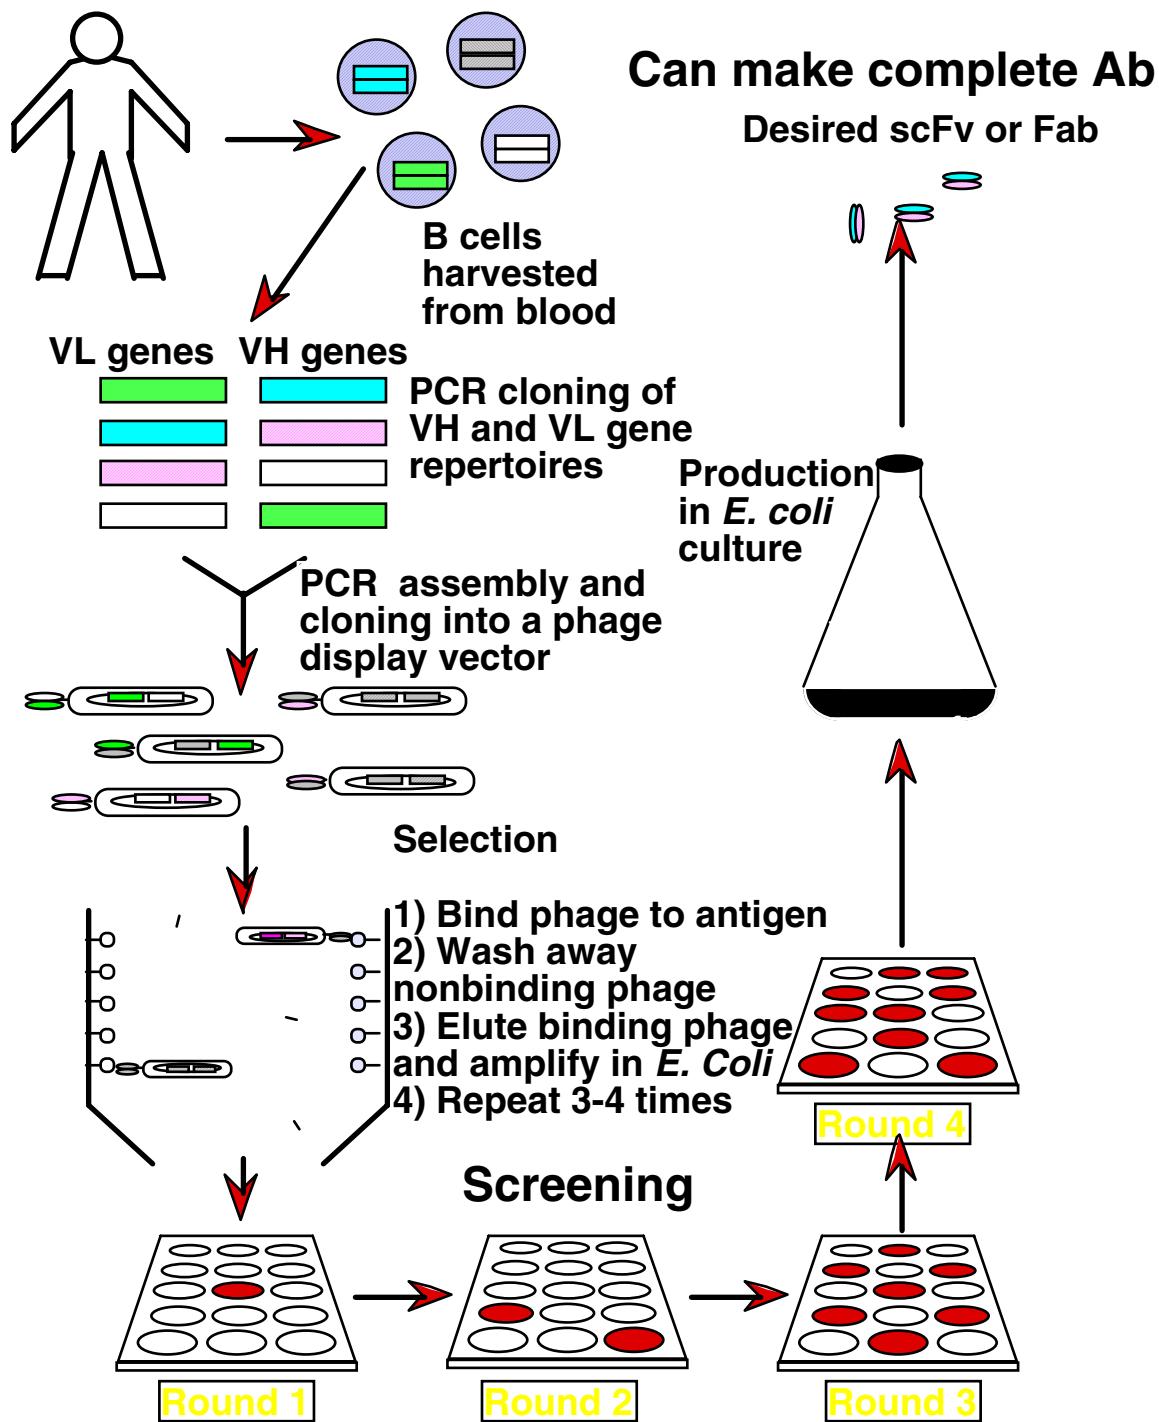 Can make complete Ab
Desired scFv or Fab
B cells
harvested
from blood
VL genes VH genes
PCR cloning of
VH and VL gene
repertoires
Production
in E. coli
culture
PCR assembly and
cloning into a phage
display vector
Selection
1) Bind phage to antigen
2) Wash away
nonbinding phage
3) Elute binding phage
and amplify in E. Coli
4) Repeat 3-4 times
Round 4
Screening
Round 1
Round 2
Round 3